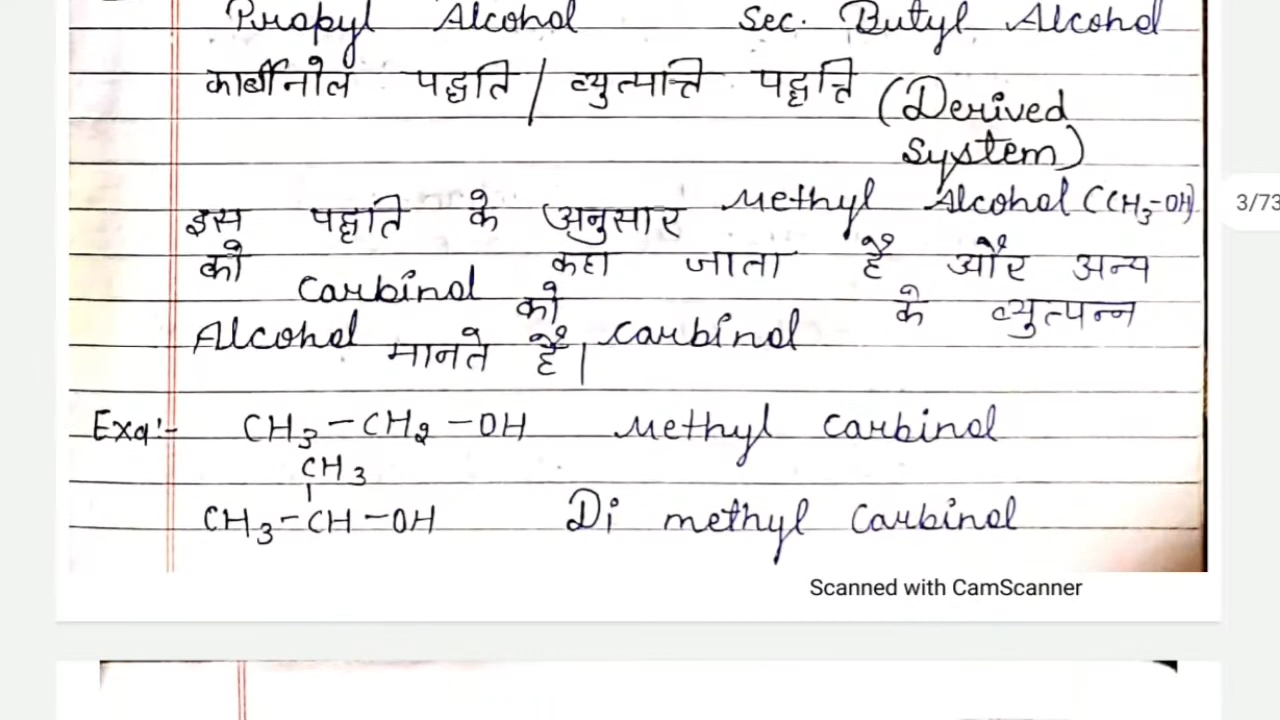 Propyl Alcohol Sec. Butyl Alcohol
कार्बीनोल पद्धति / व्युत्पत्ति पद्धति (Derived
System)
इस पद्धति के अनुसार Methyl Alcohol (CH3-OH)
को Carbinol कहा जाता है और अन्य
Alcohol को Carbinol के व्युत्पन्न
मानते हैं|
Exa:- CH3-CH2-OH Methyl Carbinol
CH3
CH3-CH-OH Di methyl Carbinol
Scanned with CamScanner
3/73